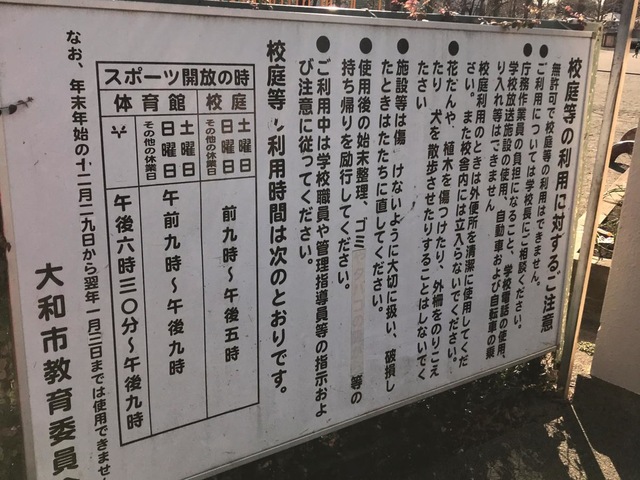 校庭等の利用に対するご注意
無許可で校庭等の利用はできません。
●ご利用については学校長にご相談ください。
●庁務作業員の負担になること、学校電話の使用、
学校放送施設の使用、自動車および自転車の乗
り入れ等はできません
校庭利用のときは外便所を清潔に使用してくだ
さい。また校舎内には立入らないでください。
●花だんや、植木を傷つけたり、外柵をのりこえ
たり 犬を散歩させたりすることはしないでく
ださい
●施設等は傷 けないように大切に扱い、破損し
たときはただちに直してください。
●使用後の始末整理、ゴミ 等の
持ち帰りを励行してください。
●ご利用中は学校職員や管理指導員等の指示およ
び注意に従ってください。
校庭等 利用時間は次のとおりです。
スポーツ開放の時
校庭
体育館
土曜日
日曜日
その他の休業日
前九時〜午後五時
土曜日
日曜日
その他の休業日
午前九時〜午後九時
午後六時三〇分〜午後九時
なお、年末年始の十二月二九日から翌年一月三日までは使用できませ
大和市教育委員